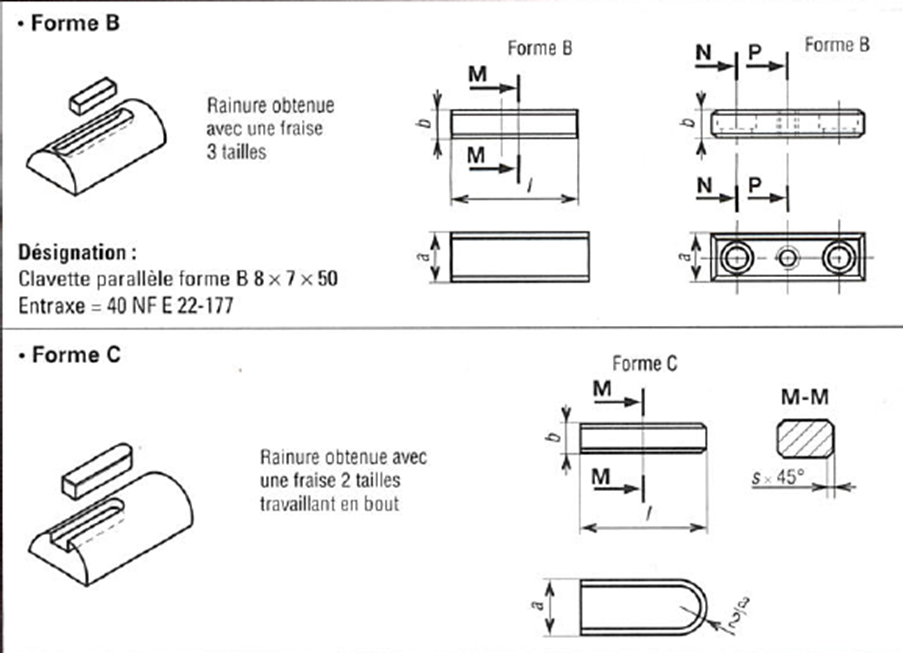 • Forme B
Rainure obtenue
avec une fraise
3 tailles
Désignation :
Clavette parallèle forme B 8 × 7 × 50
Entraxe = 40 NF E 22-177
Forme B
M
b
M
l
a
Forme B
N P
b
N P
a
• Forme C
Rainure obtenue avec
une fraise 2 tailles
travaillant en bout
Forme C
M
b
M
l
M-M
s × 45°
a
a/2